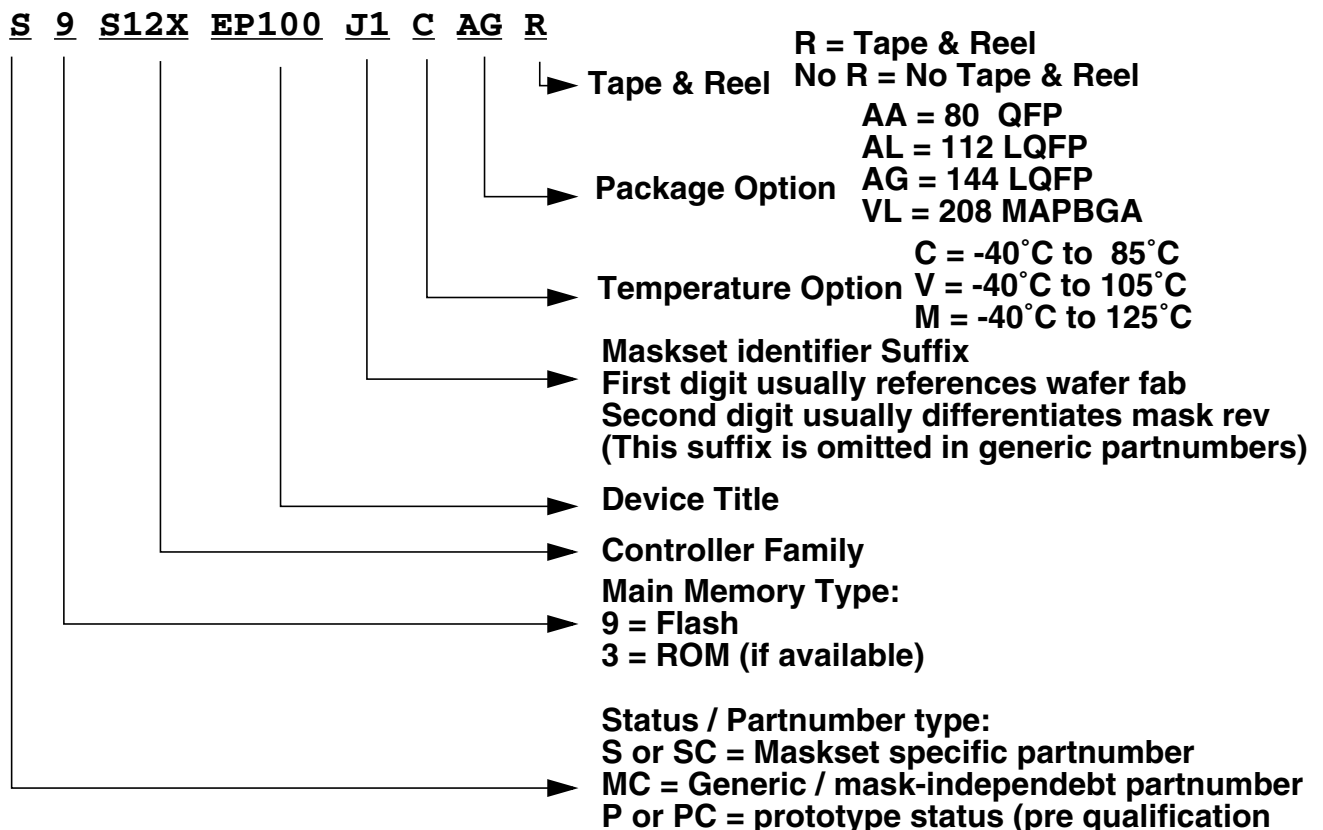 S 9 S12X EP100 J1 C AG R
R = Tape & Reel
Tape & Reel
No R = No Tape & Reel
AA = 80 QFP
AL = 112 LQFP
Package Option
AG = 144 LQFP
VL = 208 MAPBGA
C = -40˚C to 85˚C
Temperature Option
V = -40˚C to 105˚C
M = -40˚C to 125˚C
Maskset identifier Suffix
First digit usually references wafer fab
Second digit usually differentiates mask rev
(This suffix is omitted in generic partnumbers)
Device Title
Controller Family
Main Memory Type:
9 = Flash
3 = ROM (if available)
Status / Partnumber type:
S or SC = Maskset specific partnumber
MC = Generic / mask-independebt partnumber
P or PC = prototype status (pre qualification